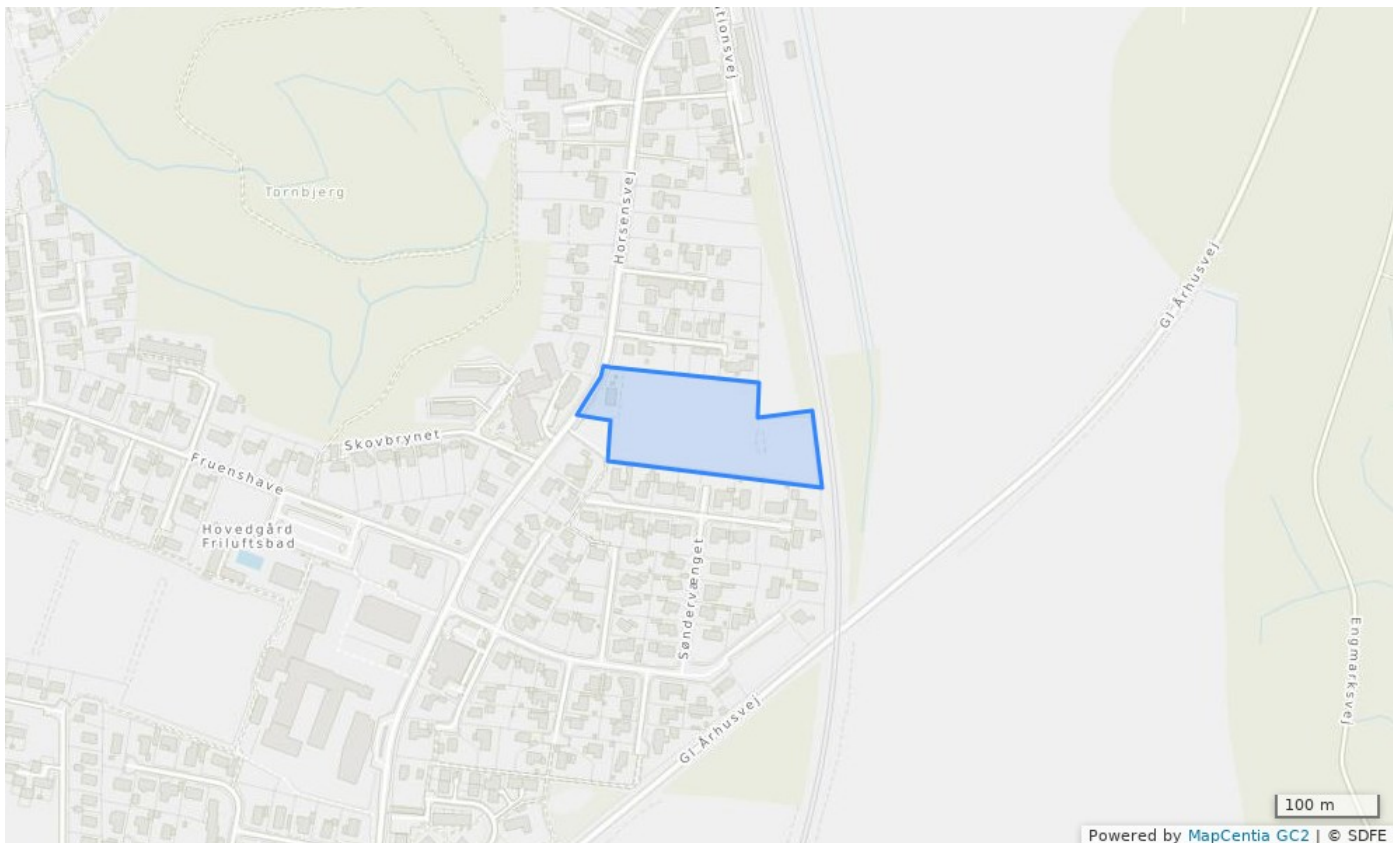 tionsvej
Tornbjerg
Horsensvej
Gl Århusvej
Skovbrynet
Fruenshave
Hovedgård
Friluftsbad
Søndervænget
Engmarksvej
Gl Århusvej
100 m
Powered by MapCentia GC2 | © SDFE